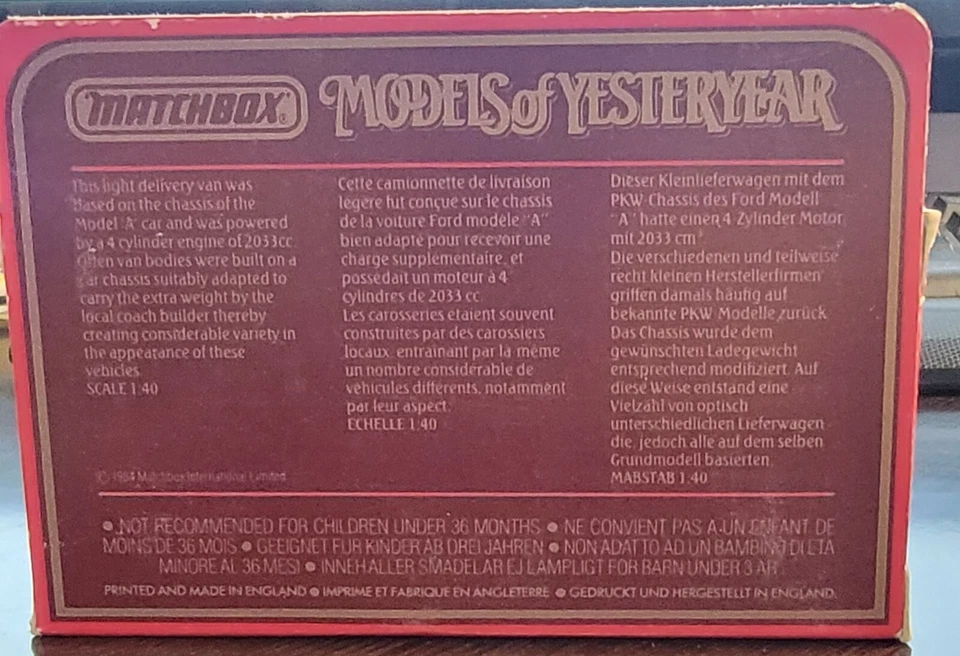 MATCHBOX® MODELS of YESTERYEAR
This light delivery van was
based on the chassis of the
Model "A" car and was powered
by a 4 cylinder engine of 2033cc
Often van bodies were built on a
car chassis suitably adapted to
carry the extra weight by the
local coach builder thereby
creating considerable variety in
the appearance of these
vehicles.
SCALE 1:40
© 1984 Matchbox International Limited
Cette camionnette de livraison
légère fut conçue sur le chassis
de la voiture Ford modèle "A"
bien adapté pour recevoir une
charge supplémentaire, et
possédait un moteur à 4
cylindres de 2033 cc.
Les carosseries étaient souvent
construites par des carossiers
locaux, entrainant par la même
un nombre considérable de
véhicules différents, notamment
par leur aspect.
ECHELLE 1:40
Dieser Kleinlieferwagen mit dem
PKW-Chassis des Ford Modell
"A" hatte einen 4 Zylinder Motor
mit 2033 cm³
Die verschiedenen und teilweise
recht kleinen Herstellerfirmen
griffen damals häufig auf
bekannte PKW-Modelle zurück.
Das Chassis wurde dem
gewünschten Ladegewicht
entsprechend modifiziert. Auf
diese Weise entstand eine
Vielzahl von optisch
unterschiedlichen Lieferwagen
die, jedoch alle auf dem selben
Grundmodell basierten.
MABSTAB 1:40
● NOT RECOMMENDED FOR CHILDREN UNDER 36 MONTHS ● NE CONVIENT PAS A-UN ENFANT DE
MOINS DE 36 MOIS ● GEEIGNET FUR KINDER AB DREI JAHREN ● NON ADATTO AD UN BAMBINO DI ETA
MINORE AL 36 MESI ● INNEHALLER SMADELAR EJ LAMPLIGT FOR BARN UNDER 3 AR
PRINTED AND MADE IN ENGLAND ● IMPRIME ET FABRIQUE EN ANGLETERRE ● GEDRUCKT UND HERGESTELLT IN ENGLAND.